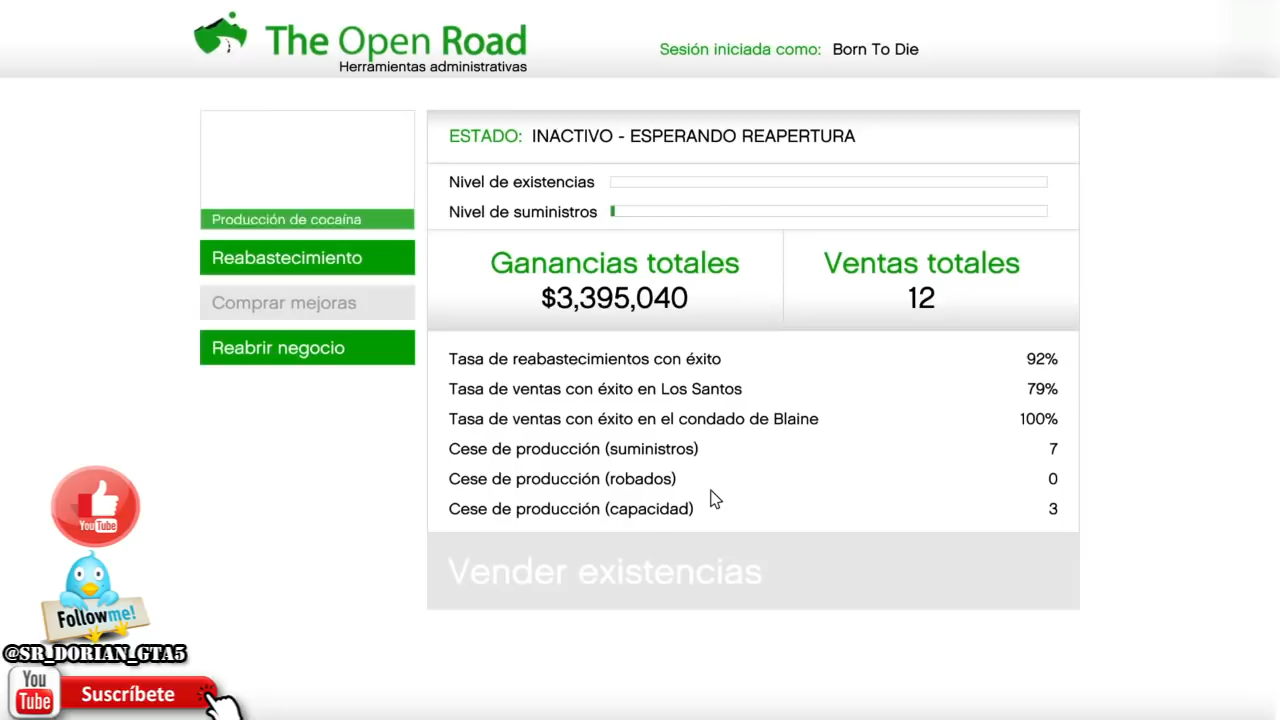 The Open Road
Herramientas administrativas
Sesión iniciada como: Born To Die
Producción de cocaína
Reabastecimiento
Comprar mejoras
Reabrir negocio
ESTADO: INACTIVO - ESPERANDO REAPERTURA
Nivel de existencias
Nivel de suministros
Ganancias totales
$3,395,040
Ventas totales
12
Tasa de reabastecimientos con éxito 92%
Tasa de ventas con éxito en Los Santos 79%
Tasa de ventas con éxito en el condado de Blaine 100%
Cese de producción (suministros) 7
Cese de producción (robados) 0
Cese de producción (capacidad) 3
Vender existencias
YouTube
Follow me!
@SR_DORIAN_GTA5
You
Tube
Suscríbete